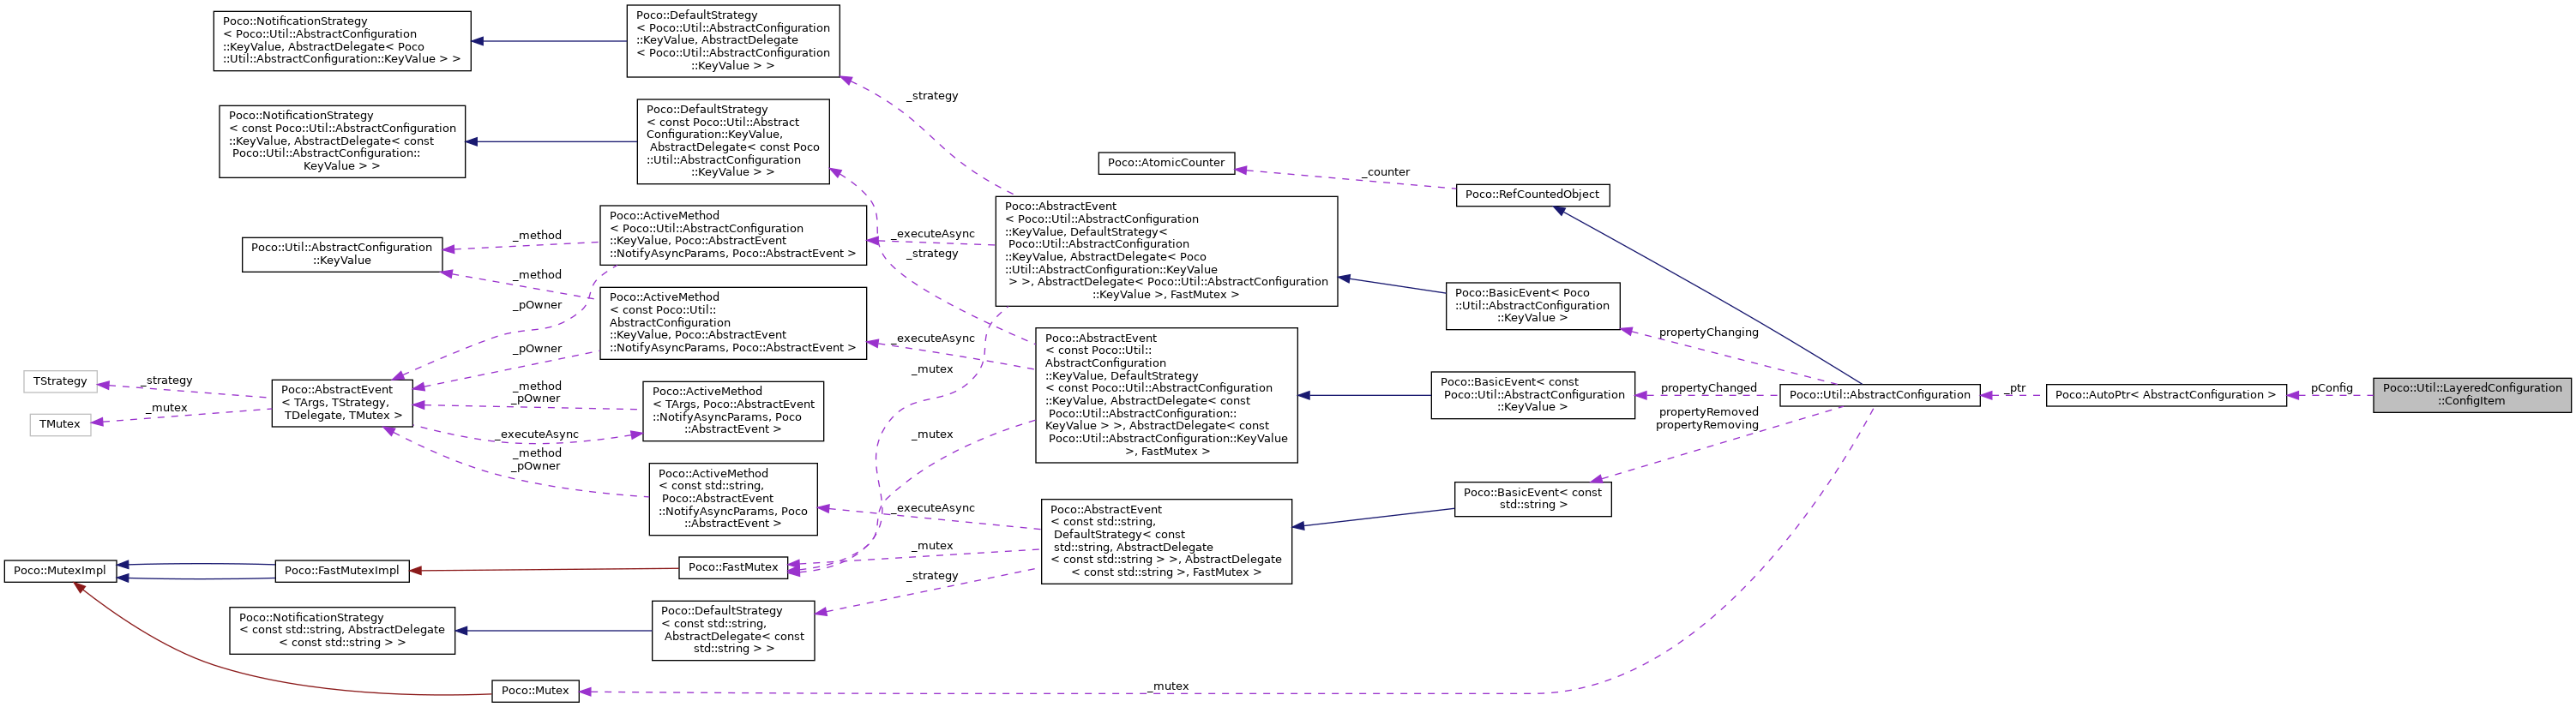 Poco::NotificationStrategy
< Poco::Util::AbstractConfiguration
::KeyValue, AbstractDelegate< Poco
::Util::AbstractConfiguration::KeyValue > >
Poco::DefaultStrategy
< Poco::Util::AbstractConfiguration
::KeyValue, AbstractDelegate
< Poco::Util::AbstractConfiguration
::KeyValue > >
_strategy
Poco::NotificationStrategy
< const Poco::Util::AbstractConfiguration
::KeyValue, AbstractDelegate< const
Poco::Util::AbstractConfiguration::
KeyValue > >
Poco::DefaultStrategy
< const Poco::Util::Abstract
Configuration::KeyValue,
AbstractDelegate< const Poco
::Util::AbstractConfiguration
::KeyValue > >
Poco::AtomicCounter
_counter
Poco::RefCountedObject
Poco::Util::AbstractConfiguration
::KeyValue
_method
_method
_pOwner
_pOwner
Poco::ActiveMethod
< Poco::Util::AbstractConfiguration
::KeyValue, Poco::AbstractEvent
::NotifyAsyncParams, Poco::AbstractEvent >
_executeAsync
_strategy
Poco::AbstractEvent
< Poco::Util::AbstractConfiguration
::KeyValue, DefaultStrategy<
Poco::Util::AbstractConfiguration
::KeyValue, AbstractDelegate< Poco
::Util::AbstractConfiguration::KeyValue
> >, AbstractDelegate< Poco::Util::AbstractConfiguration
::KeyValue >, FastMutex >
Poco::BasicEvent< Poco
::Util::AbstractConfiguration
::KeyValue >
propertyChanging
Poco::ActiveMethod
< const Poco::Util::
AbstractConfiguration
::KeyValue, Poco::AbstractEvent
::NotifyAsyncParams, Poco::AbstractEvent >
_executeAsync
_mutex
Poco::AbstractEvent
< const Poco::Util::
AbstractConfiguration
::KeyValue, DefaultStrategy
< const Poco::Util::AbstractConfiguration
::KeyValue, AbstractDelegate< const
Poco::Util::AbstractConfiguration::
KeyValue > >, AbstractDelegate< const
Poco::Util::AbstractConfiguration::KeyValue
>, FastMutex >
Poco::BasicEvent< const
Poco::Util::AbstractConfiguration
::KeyValue >
propertyChanged
propertyRemoved
propertyRemoving
Poco::Util::AbstractConfiguration
_ptr
Poco::AutoPtr< AbstractConfiguration >
pConfig
Poco::Util::LayeredConfiguration
::ConfigItem
TStrategy
_strategy
TMutex
_mutex
Poco::AbstractEvent
< TArgs, TStrategy,
TDelegate, TMutex >
_method
_pOwner
_executeAsync
_method
_pOwner
Poco::ActiveMethod
< TArgs, Poco::AbstractEvent
::NotifyAsyncParams, Poco
::AbstractEvent >
_mutex
Poco::ActiveMethod
< const std::string,
Poco::AbstractEvent
::NotifyAsyncParams, Poco
::AbstractEvent >
_executeAsync
_mutex
_strategy
Poco::AbstractEvent
< const std::string,
DefaultStrategy< const
std::string, AbstractDelegate
< const std::string > >, AbstractDelegate
< const std::string >, FastMutex >
Poco::BasicEvent< const
std::string >
Poco::MutexImpl
Poco::FastMutexImpl
Poco::FastMutex
Poco::NotificationStrategy
< const std::string, AbstractDelegate
< const std::string > >
Poco::DefaultStrategy
< const std::string,
AbstractDelegate< const
std::string > >
Poco::Mutex
_mutex